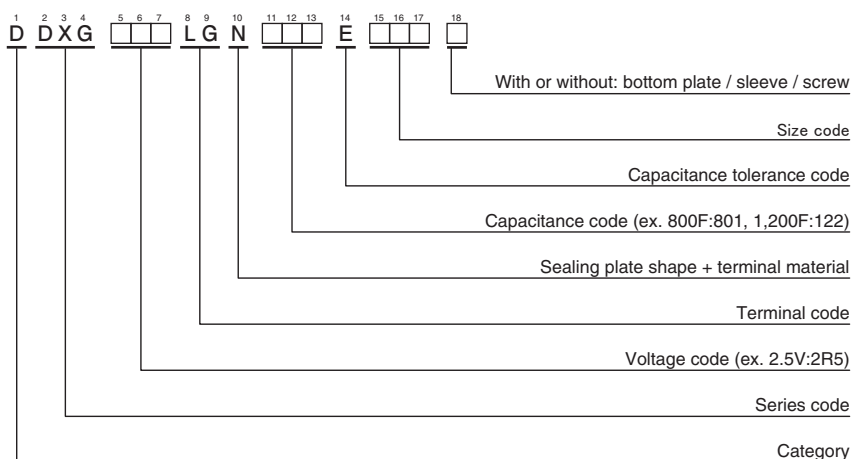 1 2 3 4 5 6 7 8 9 10 11 12 13 14 15 16 17 18
D DXG □□□ LG N □□□ E □□□ □
With or without: bottom plate / sleeve / screw
Size code
Capacitance tolerance code
Capacitance code (ex. 800F:801, 1,200F:122)
Sealing plate shape + terminal material
Terminal code
Voltage code (ex. 2.5V:2R5)
Series code
Category